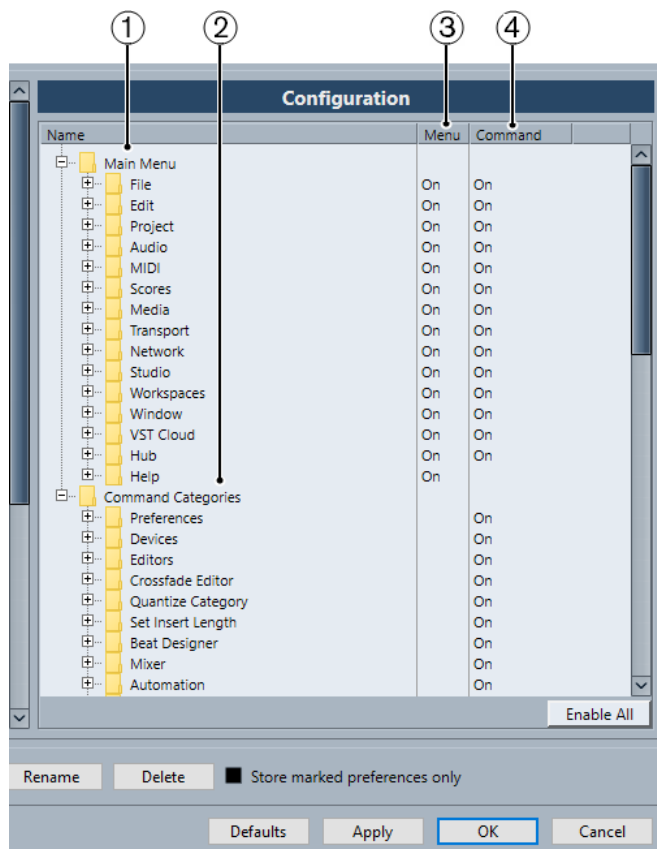 1 2 3 4
Configuration
Name Menu Command
Main Menu
File On On
Edit On On
Project On On
Audio On On
MIDI On On
Scores On On
Media On On
Transport On On
Network On On
Studio On On
Workspaces On On
Window On On
VST Cloud On On
Hub On On
Help On
Command Categories
Preferences On
Devices On
Editors On
Crossfade Editor On
Quantize Category On
Set Insert Length On
Beat Designer On
Mixer On
Automation On
Enable All
Rename Delete Store marked preferences only
Defaults Apply OK Cancel